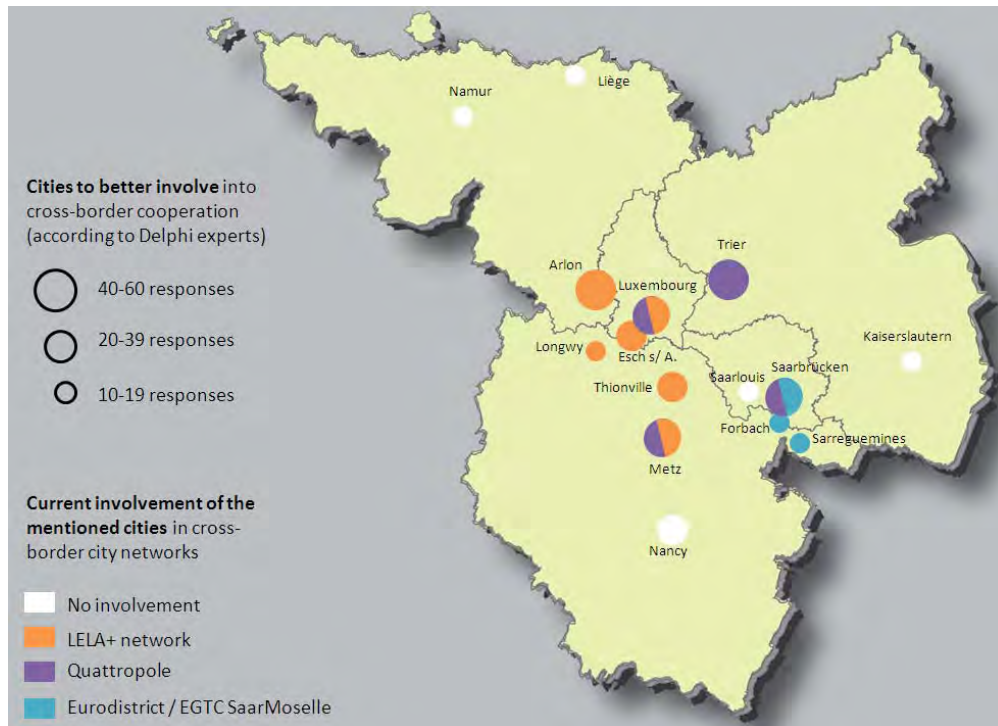 Namur
Liège
Cities to better involve into
cross-border cooperation
(according to Delphi experts)
40-60 responses
20-39 responses
10-19 responses
Trier
Arlon
Luxembourg
Longwy
Esch s/ A.
Thionville
Saarlouis
Saarbrücken
Kaiserslautern
Forbach
Sarreguemines
Metz
Nancy
Current involvement of the
mentioned cities in cross-
border city networks
No involvement
LELA+ network
Quattropole
Eurodistrict / EGTC SaarMoselle